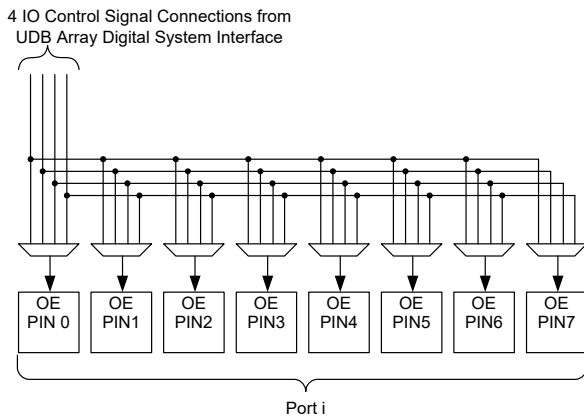 4 IO Control Signal Connections from
UDB Array Digital System Interface
OE
PIN 0
OE
PIN1
OE
PIN2
OE
PIN3
OE
PIN4
OE
PIN5
OE
PIN6
OE
PIN7
Port i